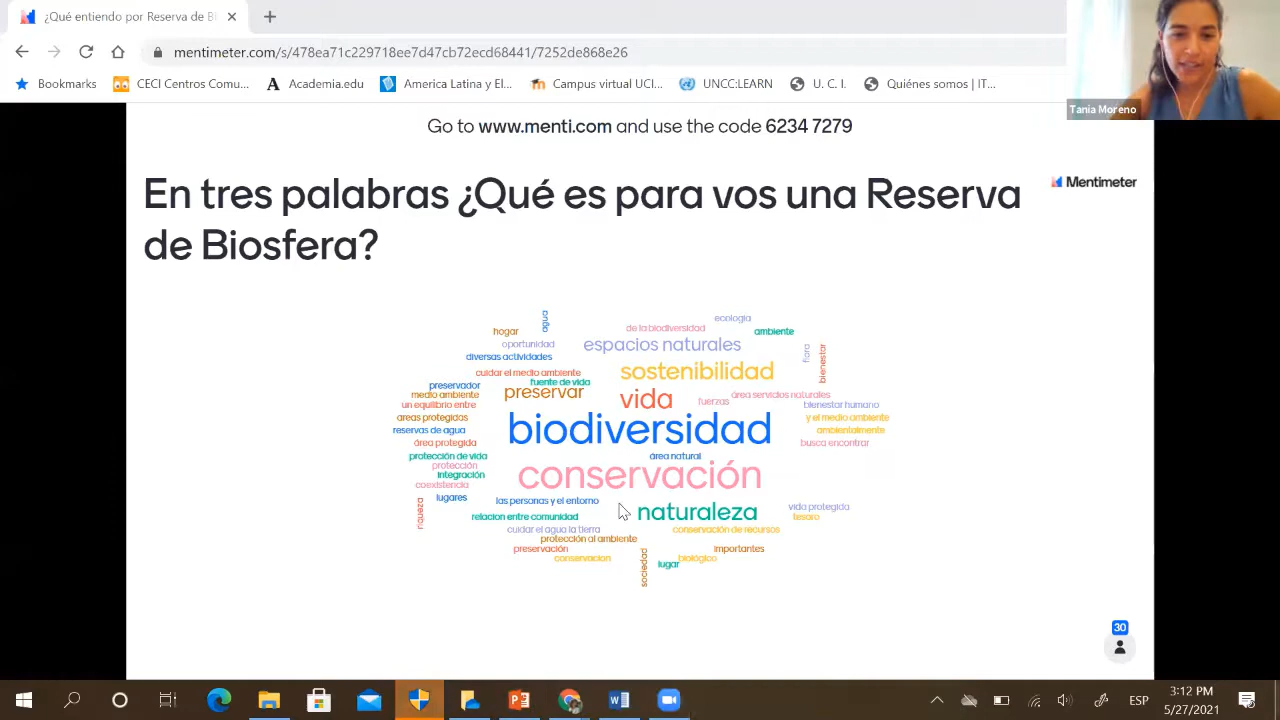 ¿Qué entiendo por Reserva de Bi
mentimeter.com/s/478ea71c229718ee7d47cb72ecd68441/7252de868e26
Bookmarks
CECI Centros Comu...
Academia.edu
America Latina y El...
Campus virtual UCI...
UNCC:LEARN
U. C. I.
Quiénes somos | IT...
Tania Moreno
Go to www.menti.com and use the code 6234 7279
Mentimeter
En tres palabras ¿Qué es para vos una Reserva
de Biosfera?
agua
ecologia
hogar
de la biodiversidad
ambiente
oportunidad
espacios naturales
flora
bienestar
diversas actividades
sostenibilidad
cuidar el medio ambiente
fuente de vida
preservador
preservar
vida
fuerzas
área servicios naturales
medio ambiente
un equilibrio entre
bienestar humano
areas protegidas
y el medio ambiente
reservas de agua
biodiversidad
ambientalmente
área protegida
busca encontrar
protección de vida
área natural
protección
integración
conservación
coexistencia
lugares
las personas y el entorno
riqueza
naturaleza
vida protegida
relacion entre comunidad
tesoro
cuidar el agua la tierra
conservación de recursos
protección al ambiente
preservación
importantes
conservacion
sociedad
biológico
lugar
30
ESP
3:12 PM
5/27/2021